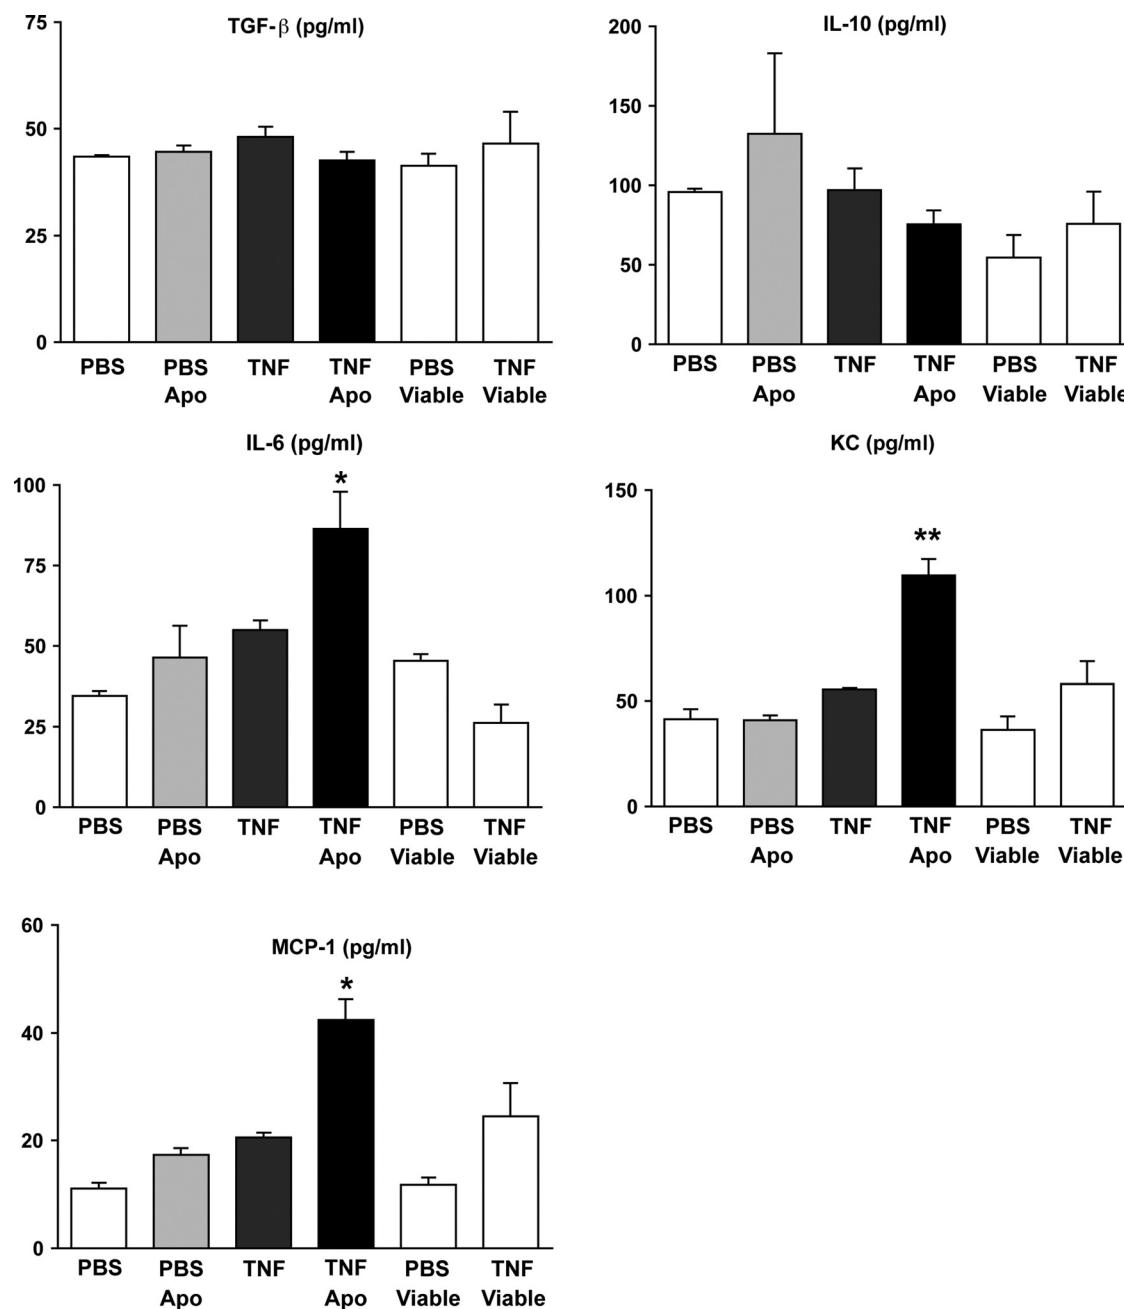 TGF-β (pg/ml)
75
50
25
0
PBS PBS TNF TNF PBS TNF
Apo Apo Viable Viable
IL-10 (pg/ml)
200
150
100
50
0
PBS PBS TNF TNF PBS TNF
Apo Apo Viable Viable
IL-6 (pg/ml)
100
75
50
25
0
*
PBS PBS TNF TNF PBS TNF
Apo Apo Viable Viable
KC (pg/ml)
150
100
50
0
**
PBS PBS TNF TNF PBS TNF
Apo Apo Viable Viable
MCP-1 (pg/ml)
60
40
20
0
*
PBS PBS TNF TNF PBS TNF
Apo Apo Viable Viable